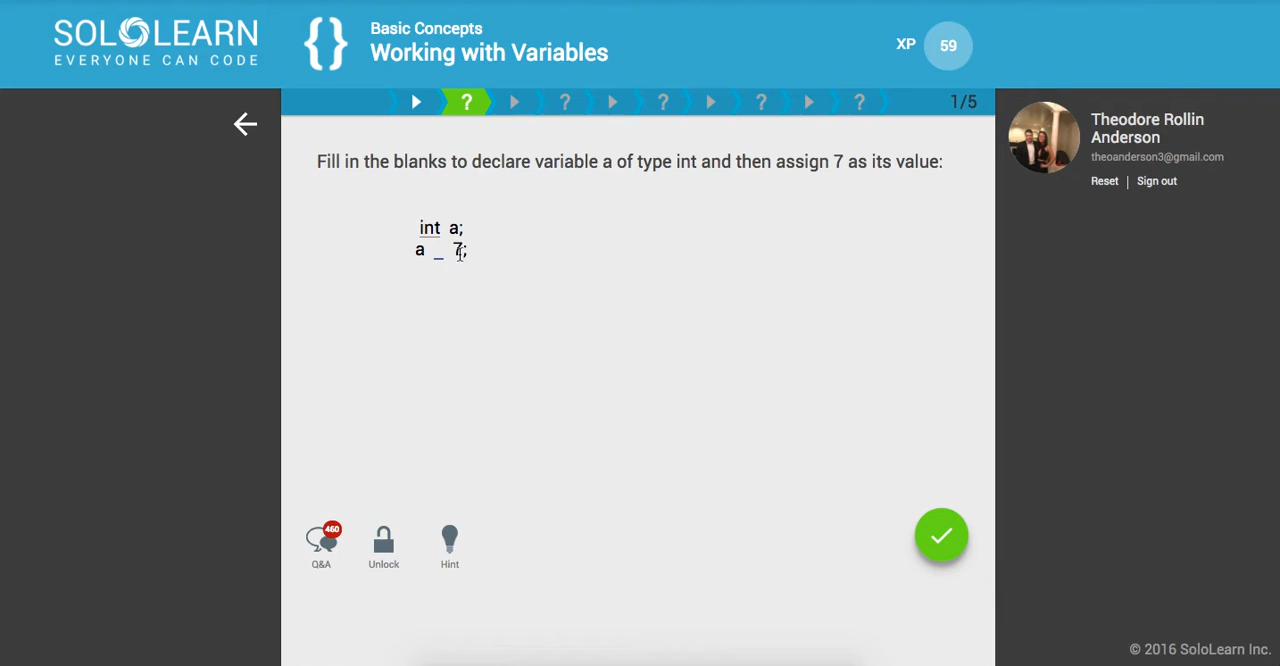 SOLOLEARN
EVERYONE CAN CODE
Basic Concepts
Working with Variables
XP 59
? ? ? ? ? 1/5
Fill in the blanks to declare variable a of type int and then assign 7 as its value:
int a;
a _ 7;
460
Q&A Unlock Hint
Theodore Rollin
Anderson
theoanderson3@gmail.com
Reset | Sign out
© 2016 SoloLearn Inc.